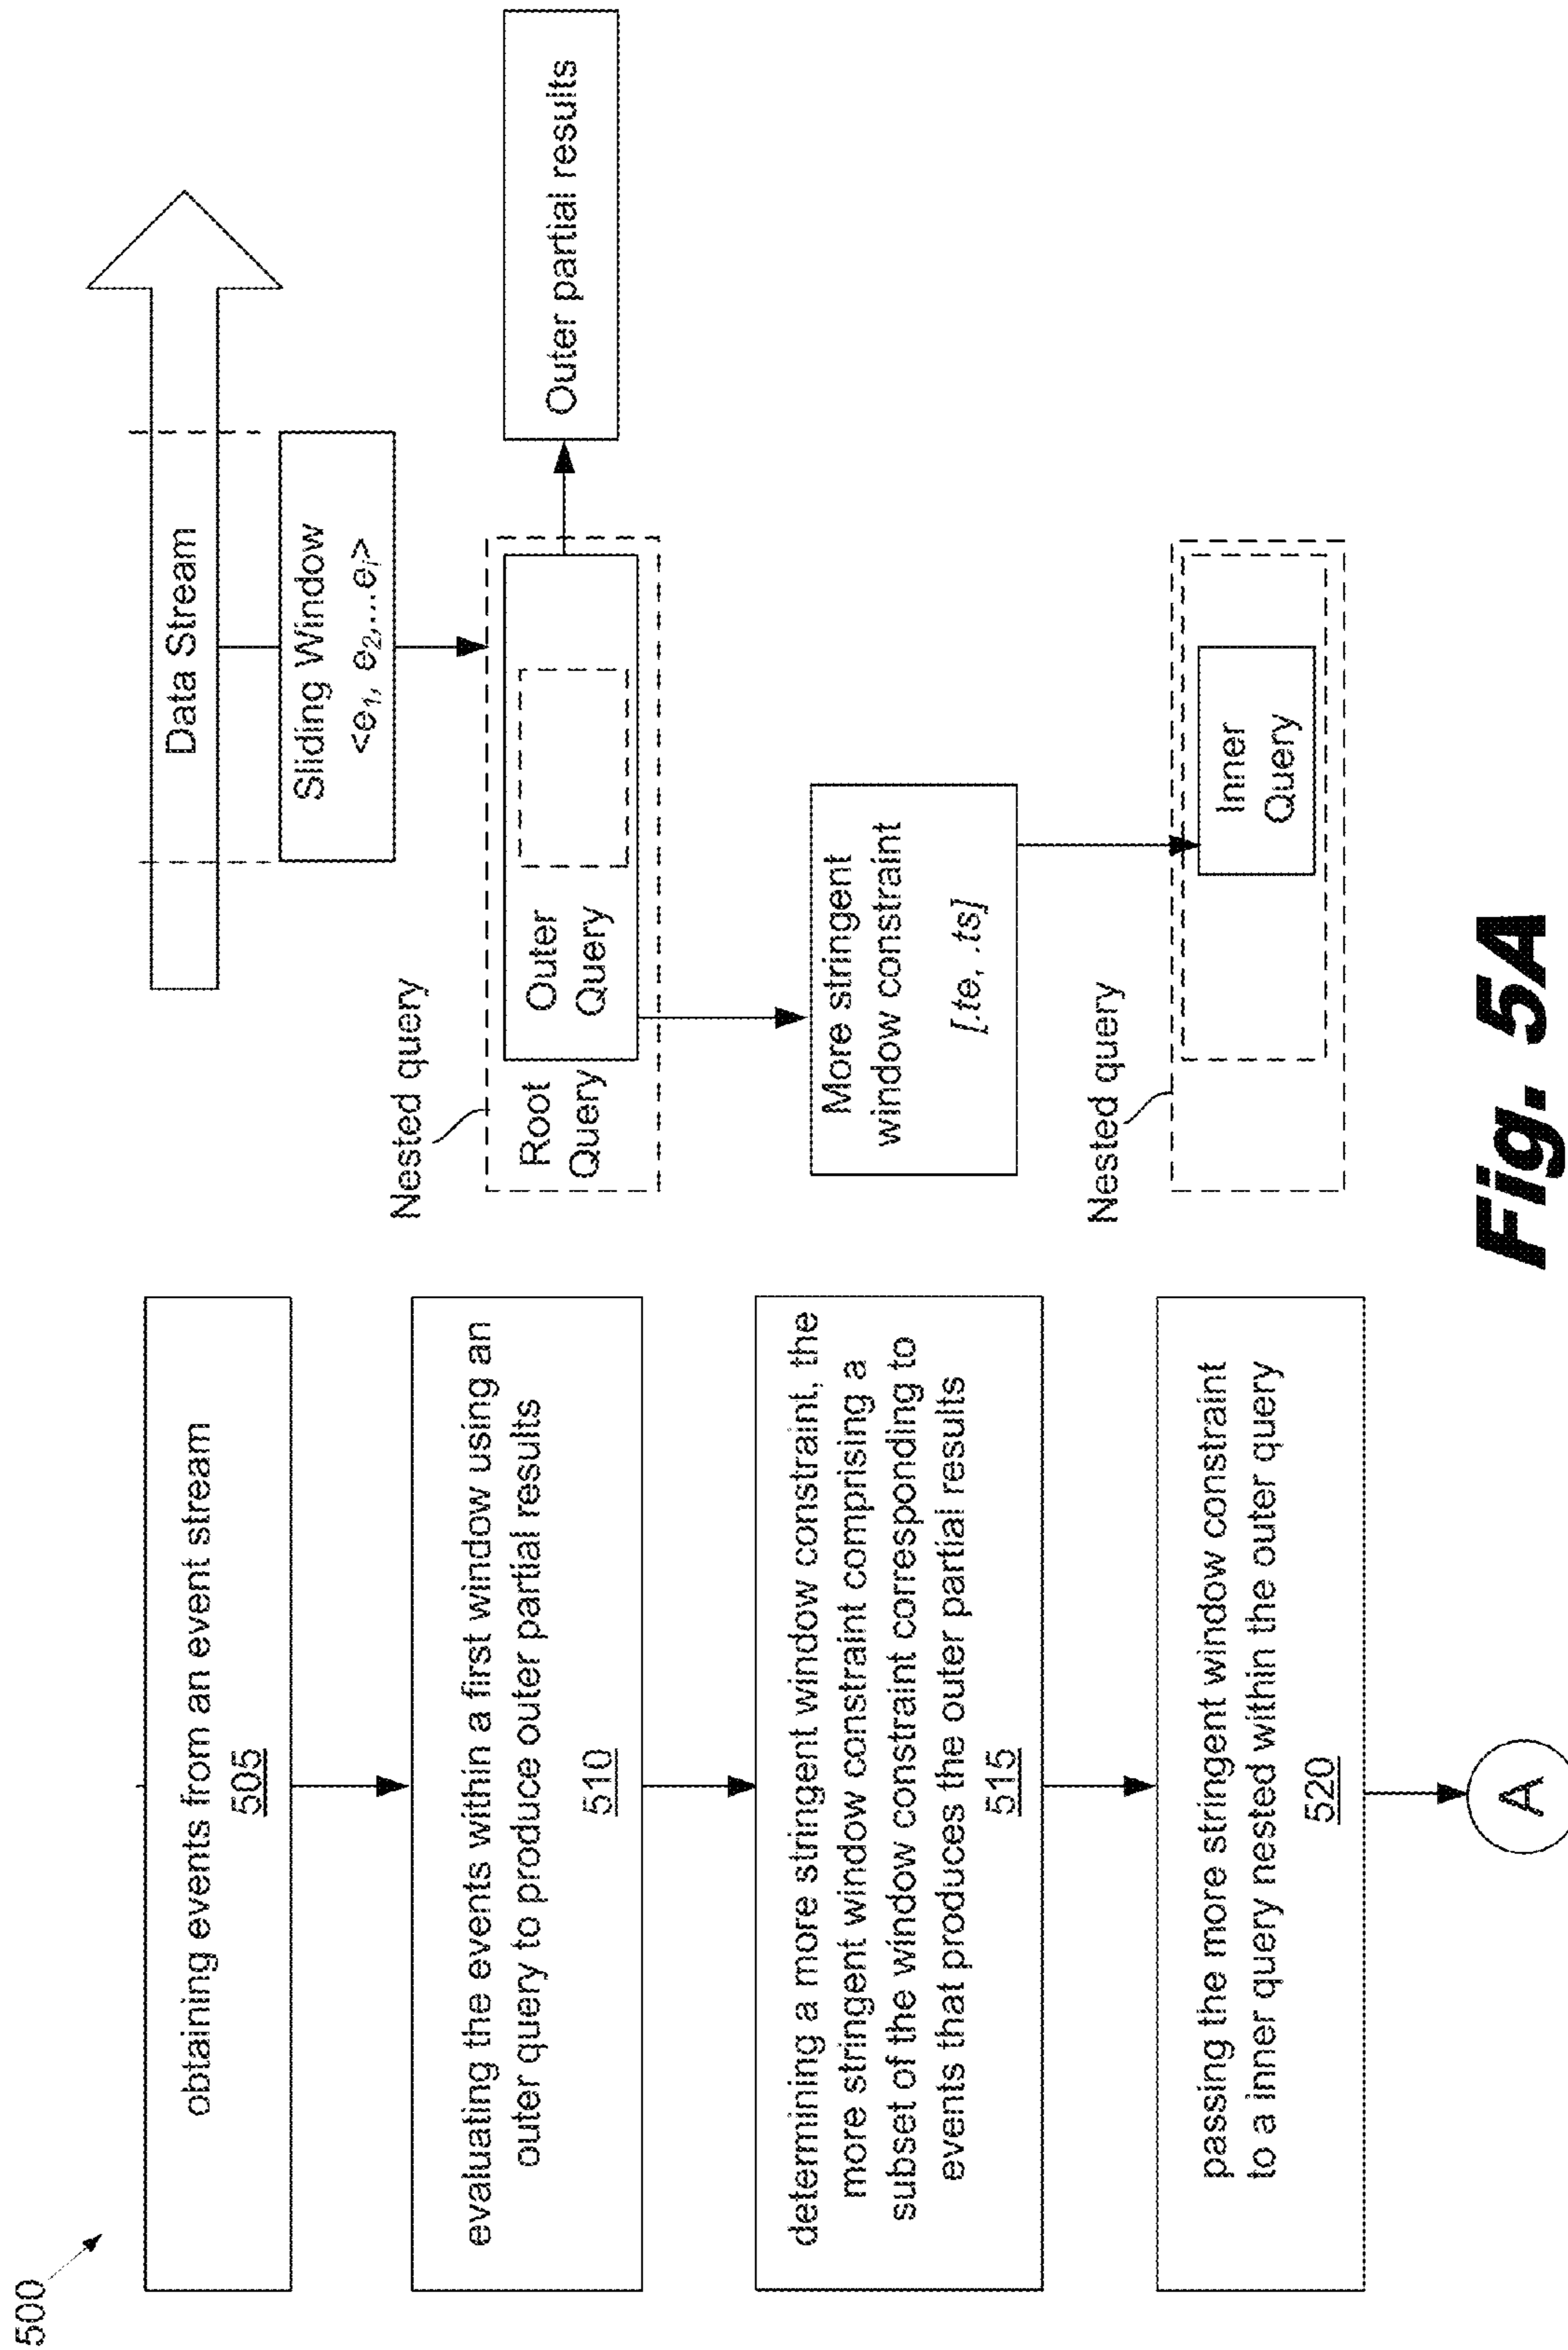 500
obtaining events from an event stream
505
evaluating the events within a first window using an
outer query to produce outer partial results
510
determining a more stringent window constraint, the
more stringent window constraint comprising a
subset of the window constraint corresponding to
events that produces the outer partial results
515
passing the more stringent window constraint
to a inner query nested within the outer query
520
A
Data Stream
Sliding Window
<e1, e2,...ei>
Nested query
Root
Query
Outer
Query
Outer partial results
More stringent
window constraint
[.te, .ts]
Nested query
Inner
Query
Fig. 5A